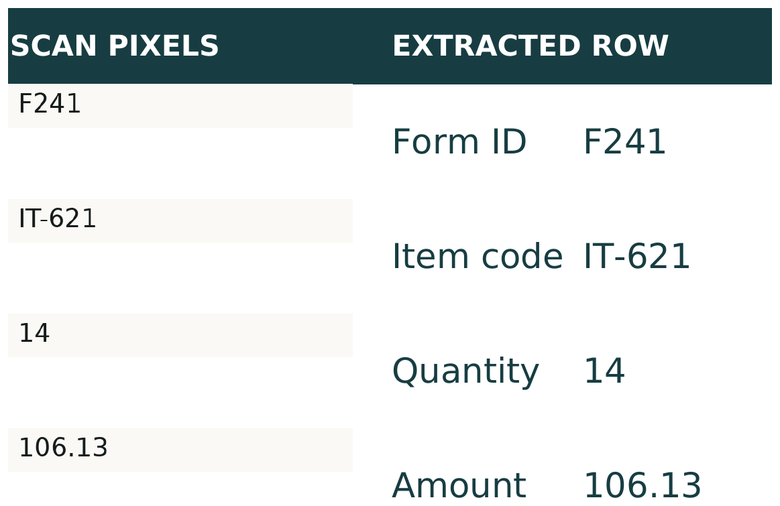 SCAN PIXELS EXTRACTED ROW
F241
Form ID F241
IT-621
Item code IT-621
14
Quantity 14
106.13
Amount 106.13